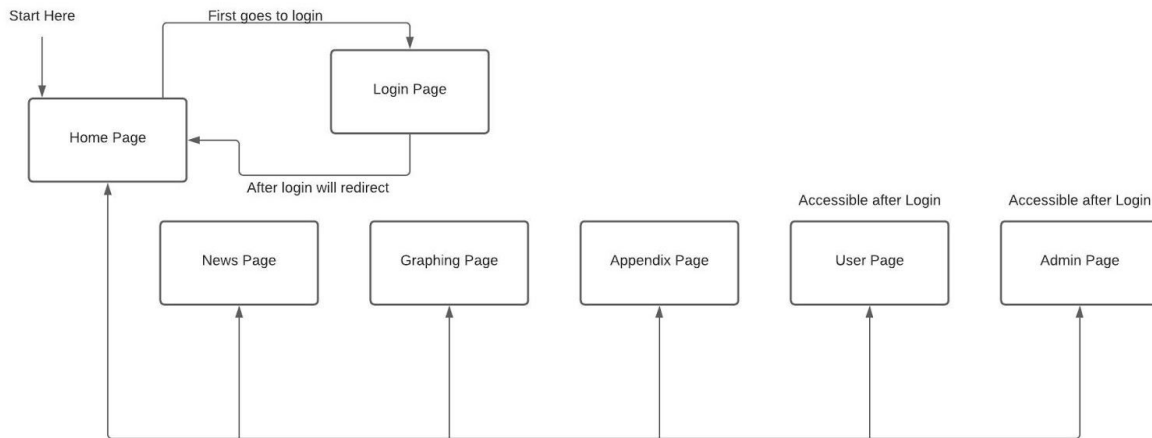 Start Here
First goes to login
Login Page
Home Page
After login will redirect
Accessible after Login
Accessible after Login
News Page
Graphing Page
Appendix Page
User Page
Admin Page